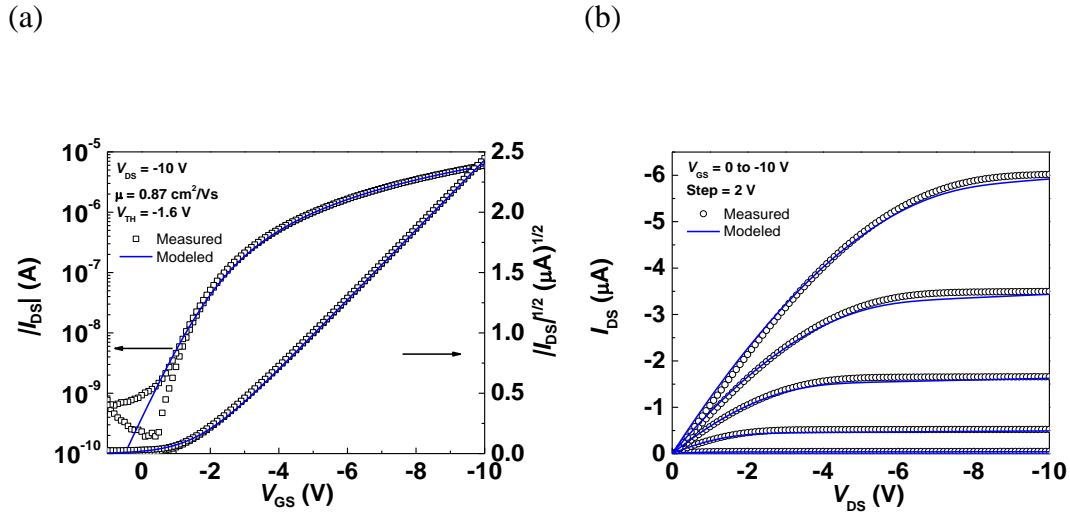 (a)
(b)
10⁻⁵
10⁻⁶
10⁻⁷
10⁻⁸
10⁻⁹
10⁻¹⁰
|I_DS| (A)
V_DS = -10 V
μ = 0.87 cm²/Vs
V_TH = -1.6 V
Measured
Modeled
2.5
2.0
1.5
1.0
0.5
0.0
|I_DS|^1/2 (μA)^1/2
0 -2 -4 -6 -8 -10
V_GS (V)
-6
-5
-4
-3
-2
-1
0
I_DS (μA)
V_GS = 0 to -10 V
Step = 2 V
Measured
Modeled
0 -2 -4 -6 -8 -10
V_DS (V)